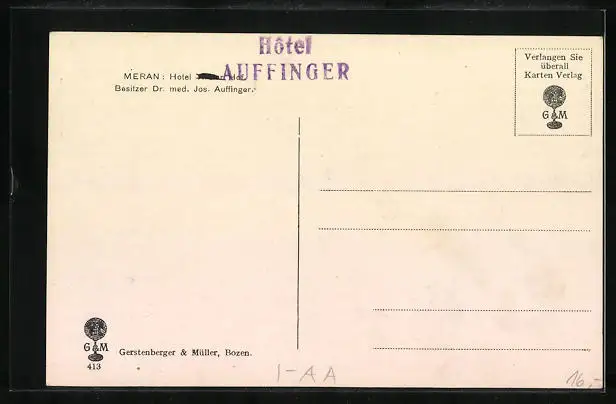 Hôtel
AUFFINGER
MERAN: Hotel
Besitzer Dr. med. Jos. Auffinger.
Verlangen Sie
überall
Karten Verlag
G M
G M
413
Gerstenberger & Müller, Bozen.
I-AA
16,-